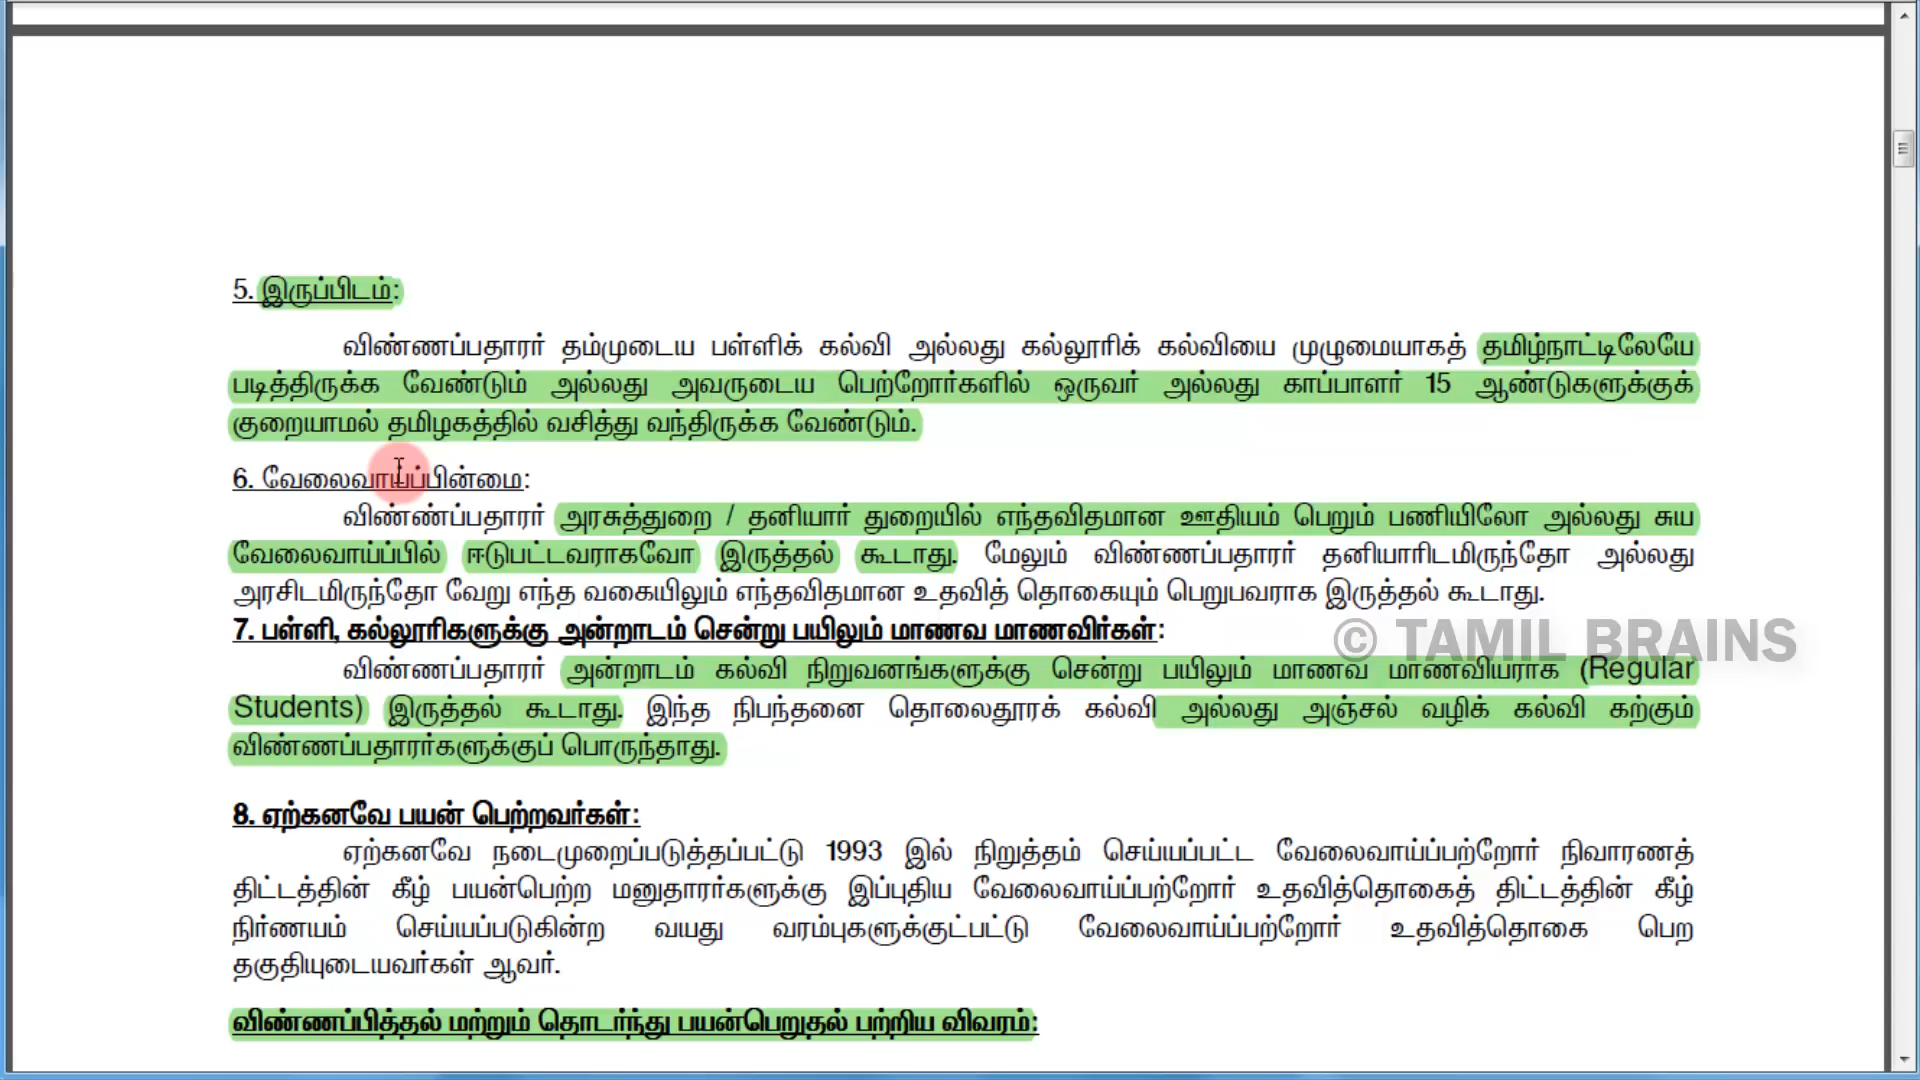 5. இருப்பிடம்:
விண்ணப்பதாரர் தம்முடைய பள்ளிக் கல்வி அல்லது கல்லூரிக் கல்வியை முழுமையாகத் தமிழ்நாட்டிலேயே
படித்திருக்க வேண்டும் அல்லது அவருடைய பெற்றோர்களில் ஒருவர் அல்லது காப்பாளர் 15 ஆண்டுகளுக்குக்
குறையாமல் தமிழகத்தில் வசித்து வந்திருக்க வேண்டும்.
6. வேலைவாய்ப்பின்மை:
விண்ண்ப்பதாரர் அரசுத்துறை / தனியார் துறையில் எந்தவிதமான ஊதியம் பெறும் பணியிலோ அல்லது சுய
வேலைவாய்ப்பில் ஈடுபட்டவராகவோ இருத்தல் கூடாது. மேலும் விண்ணப்பதாரர் தனியாரிடமிருந்தோ அல்லது
அரசிடமிருந்தோ வேறு எந்த வகையிலும் எந்தவிதமான உதவித் தொகையும் பெறுபவராக இருத்தல் கூடாது.
7. பள்ளி, கல்லூரிகளுக்கு அன்றாடம் சென்று பயிலும் மாணவ மாணவிர்கள்:
© TAMIL BRAINS
விண்ணப்பதாரர் அன்றாடம் கல்வி நிறுவனங்களுக்கு சென்று பயிலும் மாணவ மாணவியராக (Regular
Students) இருத்தல் கூடாது. இந்த நிபந்தனை தொலைதூரக் கல்வி அல்லது அஞ்சல் வழிக் கல்வி கற்கும்
விண்ணப்பதாரர்களுக்குப் பொருந்தாது.
8. ஏற்கனவே பயன் பெற்றவர்கள்:
ஏற்கனவே நடைமுறைப்படுத்தப்பட்டு 1993 இல் நிறுத்தம் செய்யப்பட்ட வேலைவாய்ப்பற்றோர் நிவாரணத்
திட்டத்தின் கீழ் பயன்பெற்ற மனுதாரர்களுக்கு இப்புதிய வேலைவாய்ப்பற்றோர் உதவித்தொகைத் திட்டத்தின் கீழ்
நிர்ணயம் செய்யப்படுகின்ற வயது வரம்புகளுக்குட்பட்டு வேலைவாய்ப்பற்றோர் உதவித்தொகை பெற
தகுதியுடையவர்கள் ஆவர்.
விண்ணப்பித்தல் மற்றும் தொடர்ந்து பயன்பெறுதல் பற்றிய விவரம்: